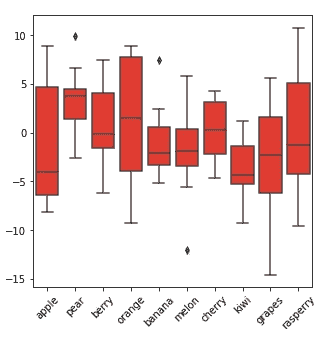 10
5
0
−5
−10
−15
apple
pear
berry
orange
banana
melon
cherry
kiwi
grapes
rasperry